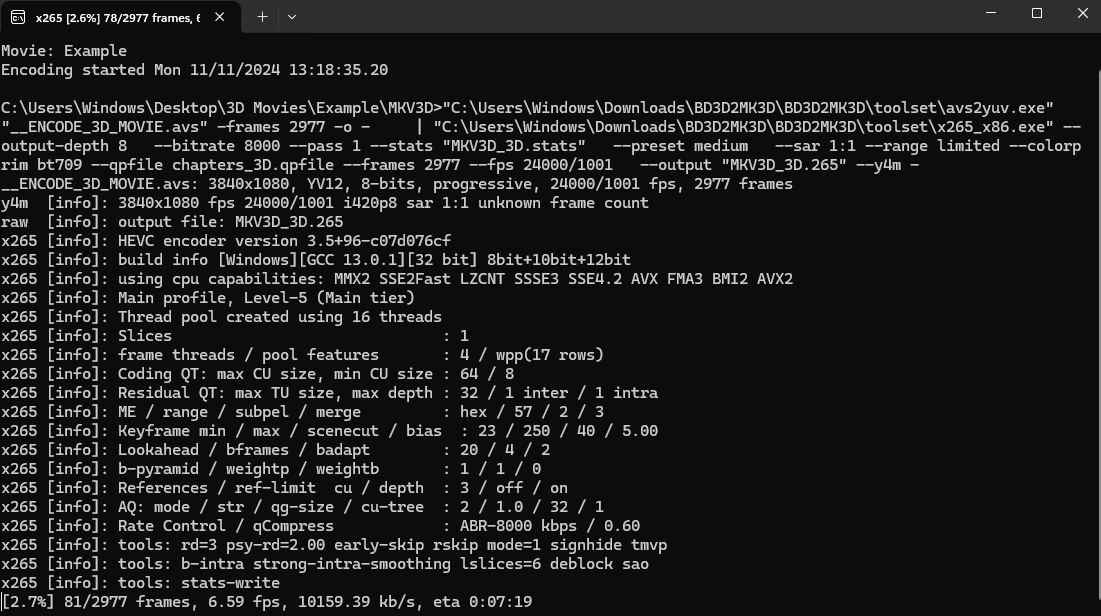 x265 [2.6%] 78/2977 frames, 6
Movie: Example
Encoding started Mon 11/11/2024 13:18:35.20
C:\Users\Windows\Desktop\3D Movies\Example\MKV3D>"C:\Users\Windows\Downloads\BD3D2MK3D\BD3D2MK3D\toolset\avs2yuv.exe"
"__ENCODE_3D_MOVIE.avs" -frames 2977 -o -     | "C:\Users\Windows\Downloads\BD3D2MK3D\BD3D2MK3D\toolset\x265_x86.exe" --
output-depth 8   --bitrate 8000 --pass 1 --stats "MKV3D_3D.stats"   --preset medium   --sar 1:1 --range limited --colorp
rim bt709 --qpfile chapters_3D.qpfile --frames 2977 --fps 24000/1001   --output "MKV3D_3D.265" --y4m -
__ENCODE_3D_MOVIE.avs: 3840x1080, YV12, 8-bits, progressive, 24000/1001 fps, 2977 frames
y4m  [info]: 3840x1080 fps 24000/1001 i420p8 sar 1:1 unknown frame count
raw  [info]: output file: MKV3D_3D.265
x265 [info]: HEVC encoder version 3.5+96-c07d076cf
x265 [info]: build info [Windows][GCC 13.0.1][32 bit] 8bit+10bit+12bit
x265 [info]: using cpu capabilities: MMX2 SSE2Fast LZCNT SSSE3 SSE4.2 AVX FMA3 BMI2 AVX2
x265 [info]: Main profile, Level-5 (Main tier)
x265 [info]: Thread pool created using 16 threads
x265 [info]: Slices                              : 1
x265 [info]: frame threads / pool features       : 4 / wpp(17 rows)
x265 [info]: Coding QT: max CU size, min CU size : 64 / 8
x265 [info]: Residual QT: max TU size, max depth : 32 / 1 inter / 1 intra
x265 [info]: ME / range / subpel / merge         : hex / 57 / 2 / 3
x265 [info]: Keyframe min / max / scenecut / bias  : 23 / 250 / 40 / 5.00
x265 [info]: Lookahead / bframes / badapt        : 20 / 4 / 2
x265 [info]: b-pyramid / weightp / weightb       : 1 / 1 / 0
x265 [info]: References / ref-limit  cu / depth  : 3 / off / on
x265 [info]: AQ: mode / str / qg-size / cu-tree  : 2 / 1.0 / 32 / 1
x265 [info]: Rate Control / qCompress            : ABR-8000 kbps / 0.60
x265 [info]: tools: rd=3 psy-rd=2.00 early-skip rskip mode=1 signhide tmvp
x265 [info]: tools: b-intra strong-intra-smoothing lslices=6 deblock sao
x265 [info]: tools: stats-write
[2.7%] 81/2977 frames, 6.59 fps, 10159.39 kb/s, eta 0:07:19